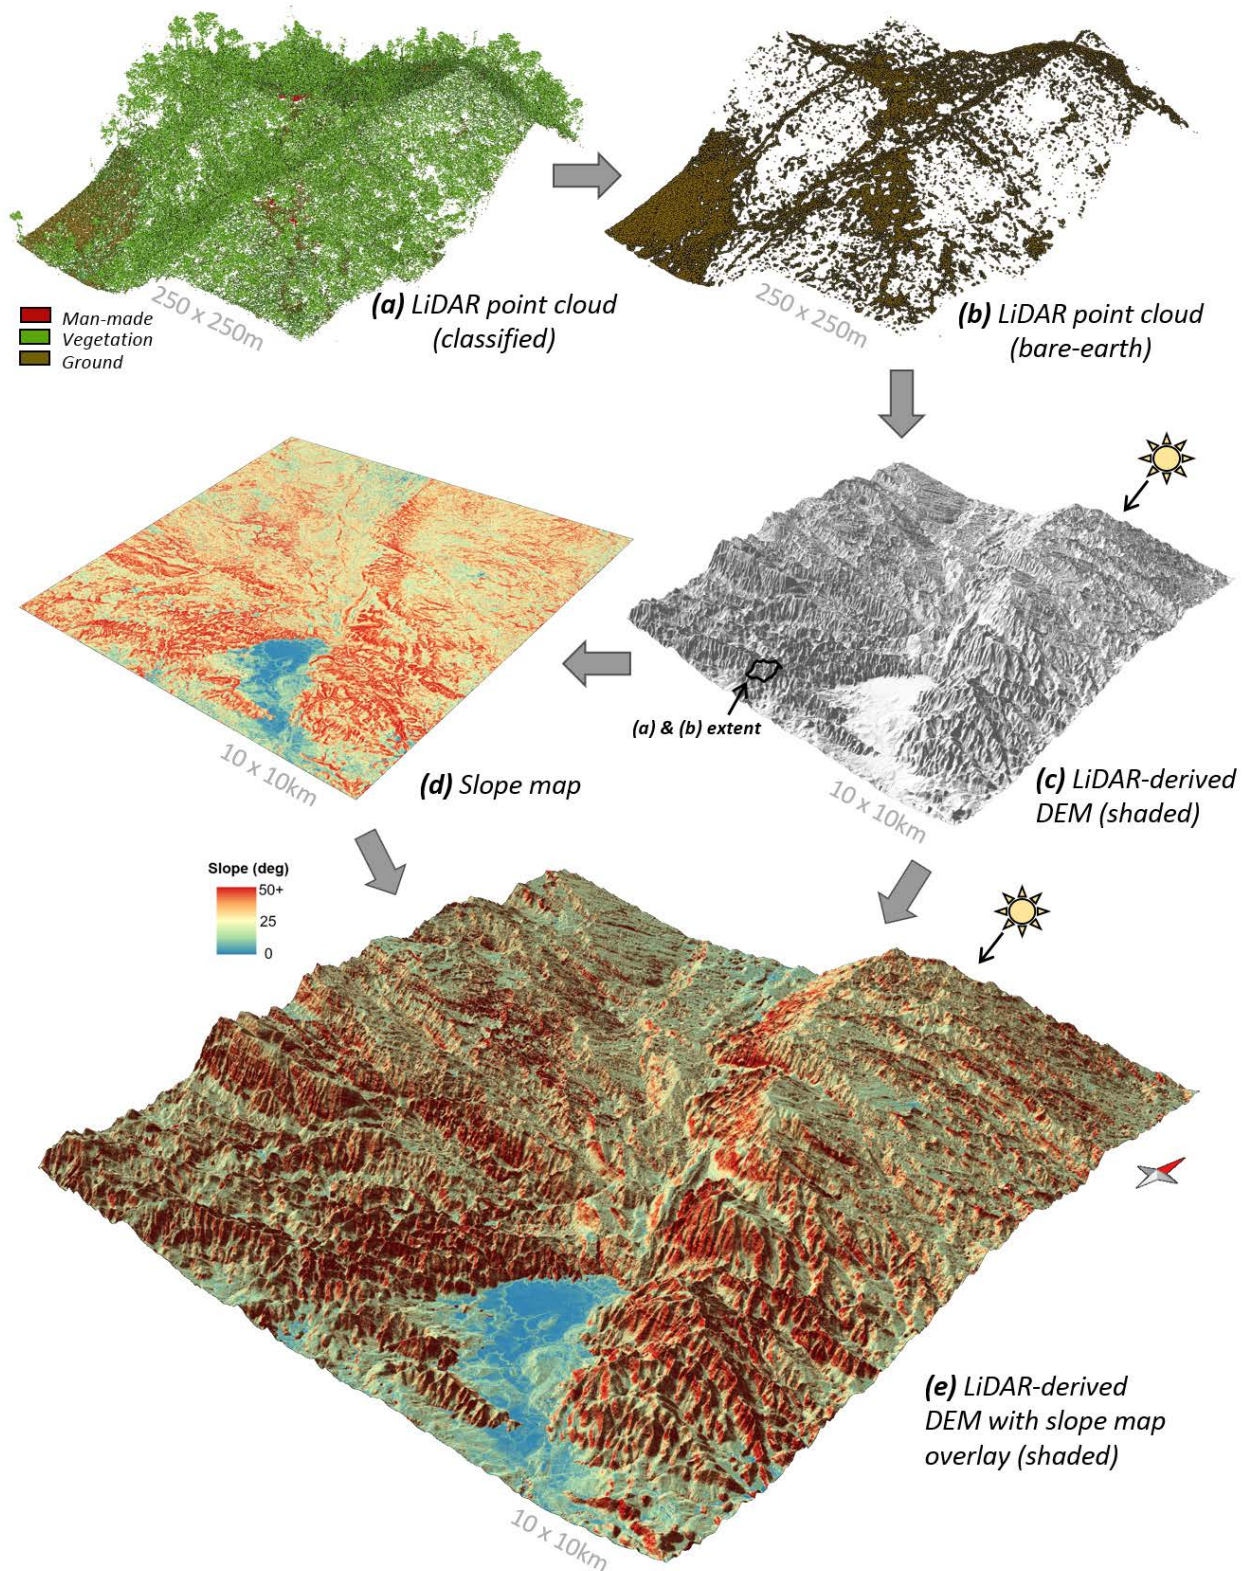 Man-made
Vegetation
Ground
250 x 250m
(a) LiDAR point cloud
(classified)
250 x 250m
(b) LiDAR point cloud
(bare-earth)
(a) & (b) extent
10 x 10km
(c) LiDAR-derived
DEM (shaded)
10 x 10km
(d) Slope map
Slope (deg)
50+
25
0
(e) LiDAR-derived
DEM with slope map
overlay (shaded)
10 x 10km